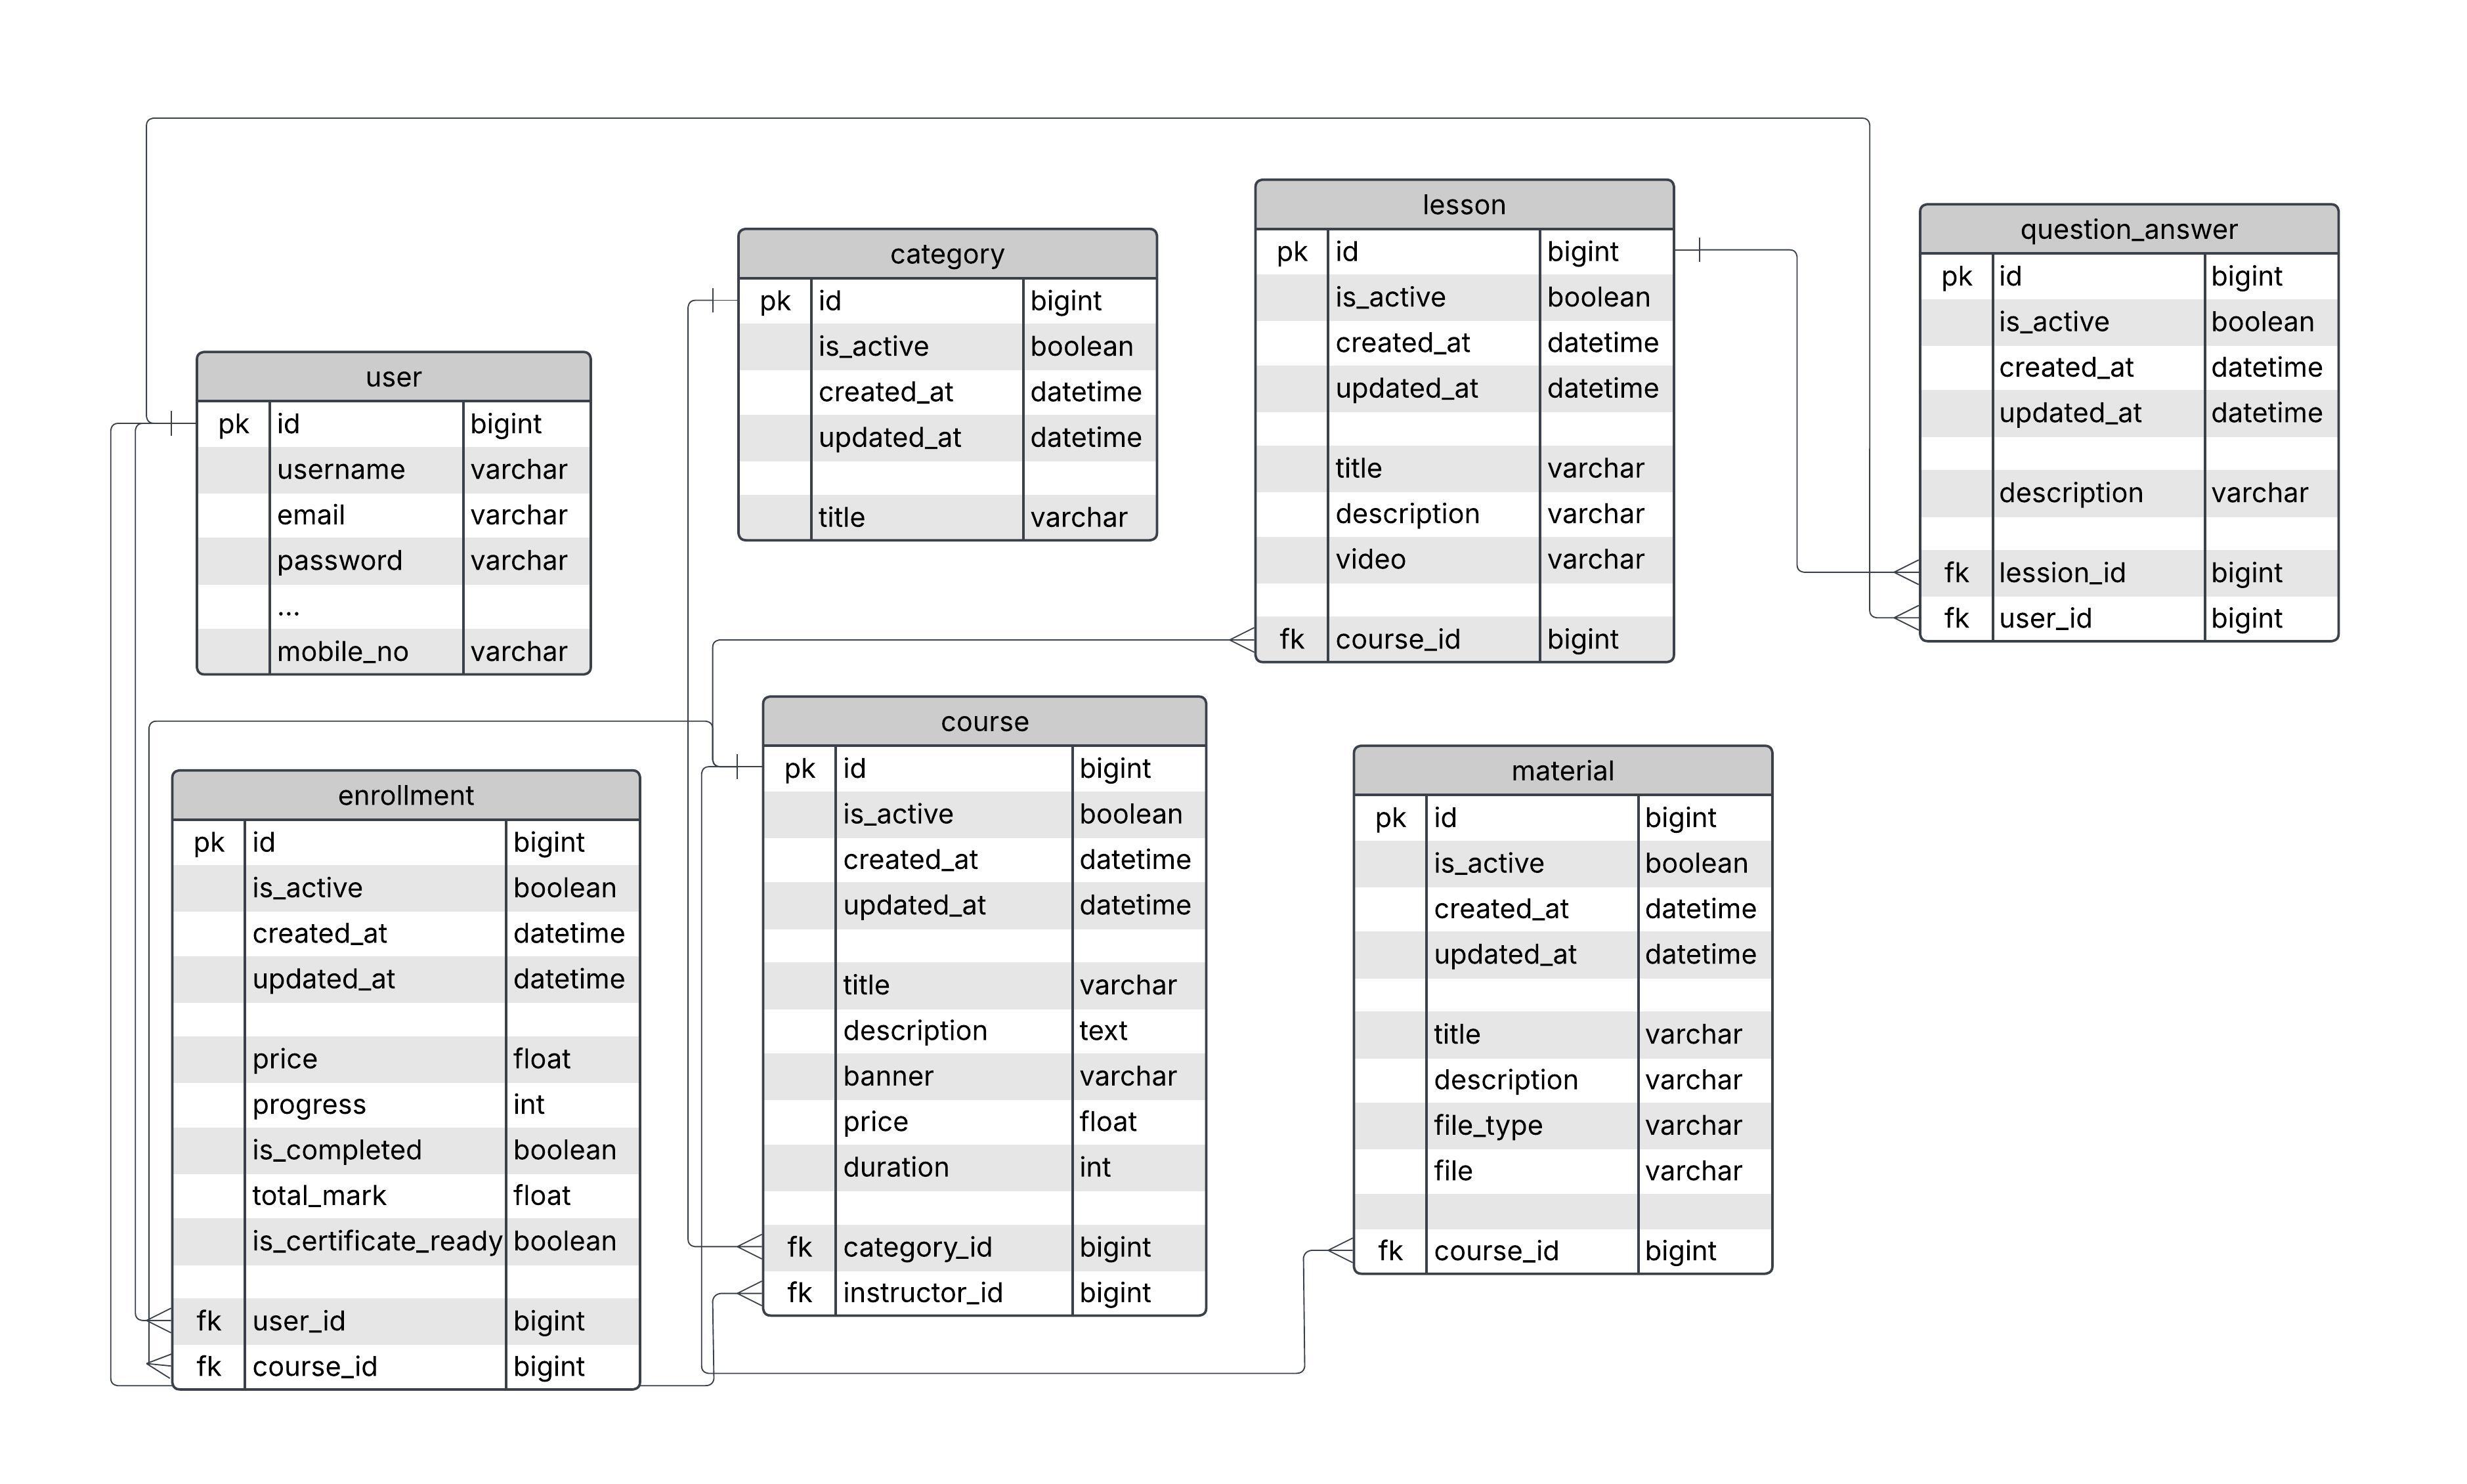 user
pk id bigint
username varchar
email varchar
password varchar
...
mobile_no varchar
category
pk id bigint
is_active boolean
created_at datetime
updated_at datetime
title varchar
lesson
pk id bigint
is_active boolean
created_at datetime
updated_at datetime
title varchar
description varchar
video varchar
fk course_id bigint
question_answer
pk id bigint
is_active boolean
created_at datetime
updated_at datetime
description varchar
fk lession_id bigint
fk user_id bigint
enrollment
pk id bigint
is_active boolean
created_at datetime
updated_at datetime
price float
progress int
is_completed boolean
total_mark float
is_certificate_ready boolean
fk user_id bigint
fk course_id bigint
course
pk id bigint
is_active boolean
created_at datetime
updated_at datetime
title varchar
description text
banner varchar
price float
duration int
fk category_id bigint
fk instructor_id bigint
material
pk id bigint
is_active boolean
created_at datetime
updated_at datetime
title varchar
description varchar
file_type varchar
file varchar
fk course_id bigint